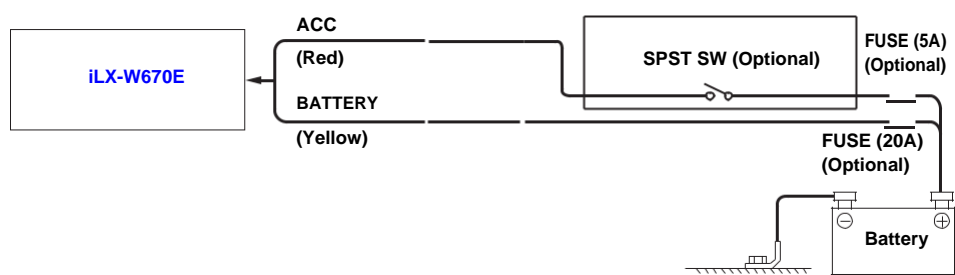 ACC
(Red)
iLX-W670E
BATTERY
(Yellow)
SPST SW (Optional)
FUSE (5A)
(Optional)
FUSE (20A)
(Optional)
Battery